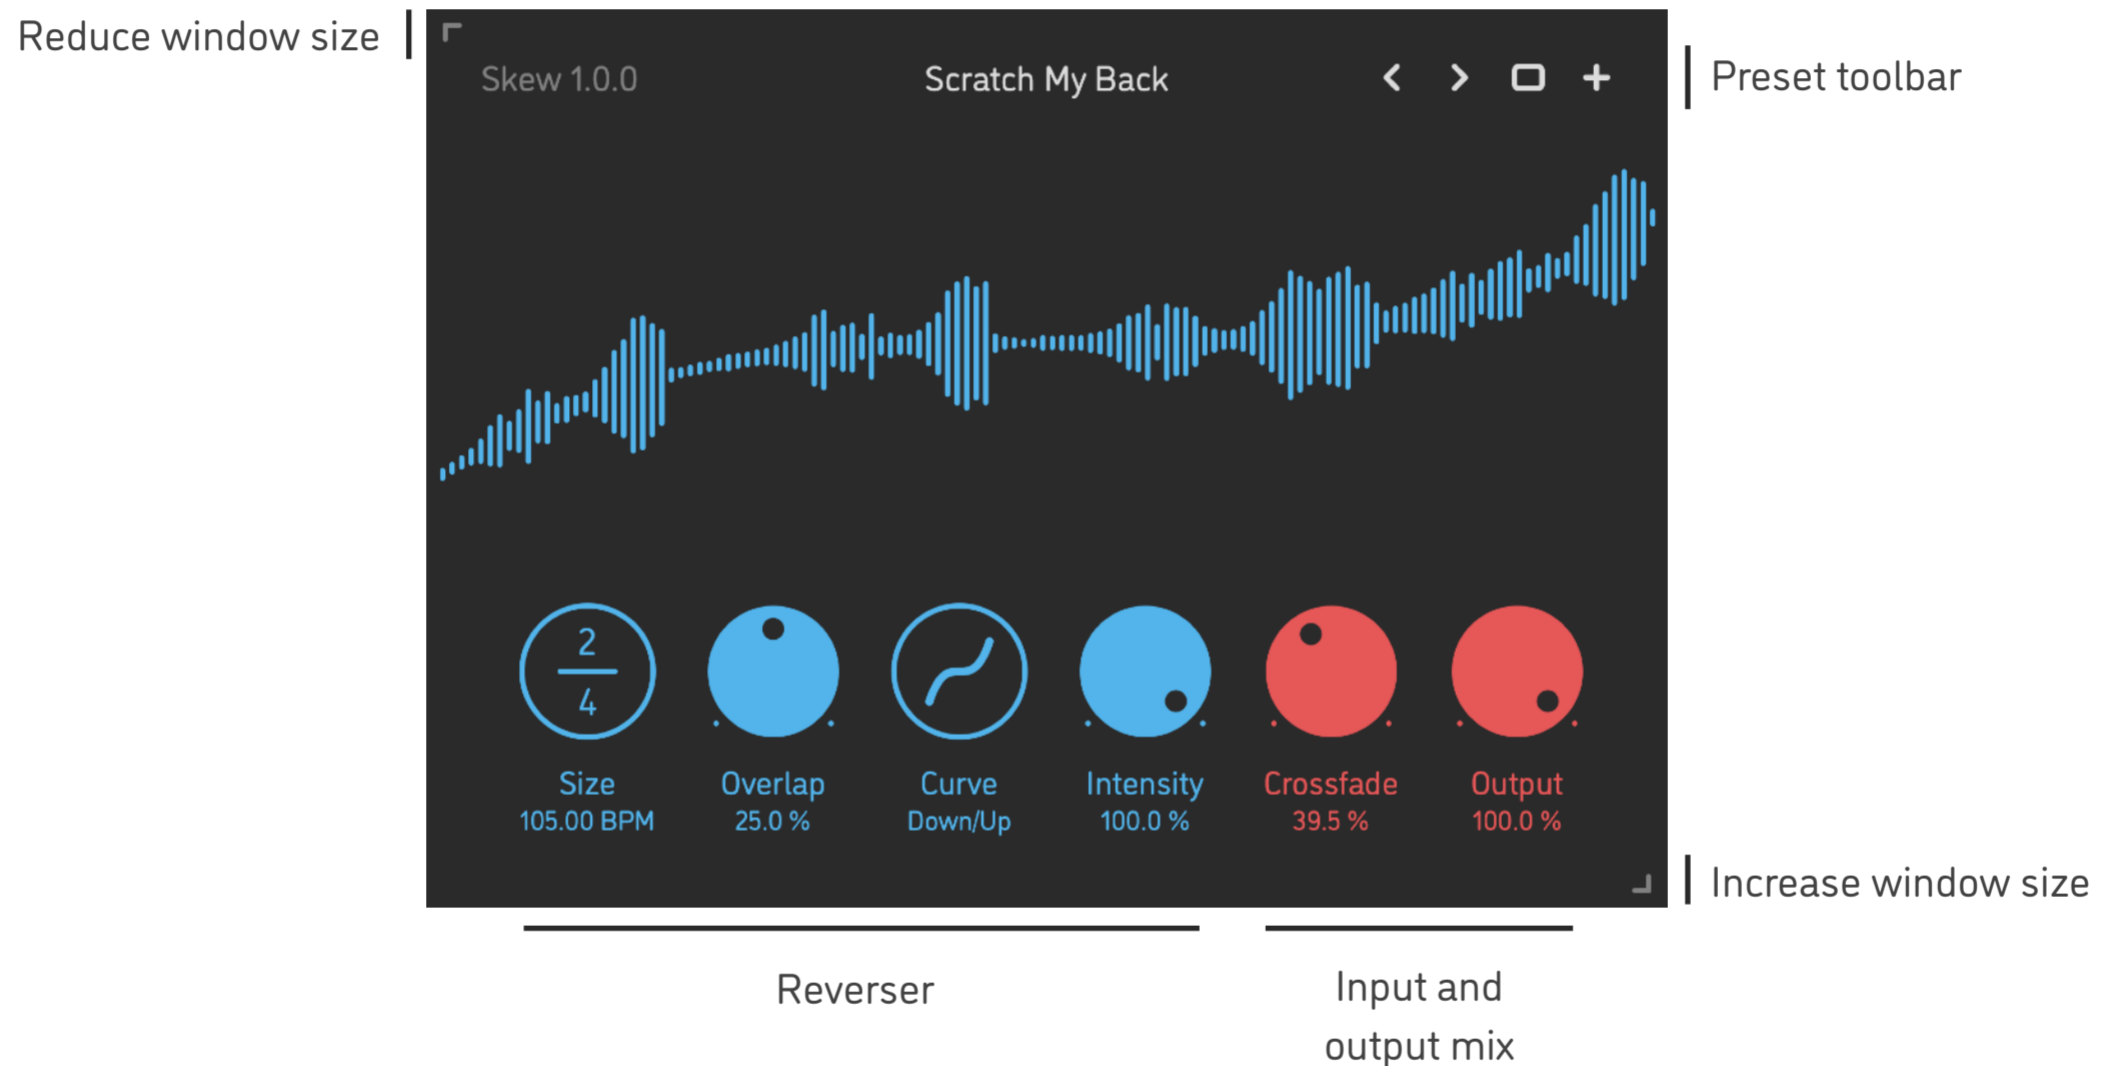 Reduce window size
Skew 1.0.0
Scratch My Back
Preset toolbar
2
4
Size
105.00 BPM
Overlap
25.0 %
Curve
Down/Up
Intensity
100.0 %
Crossfade
39.5 %
Output
100.0 %
Increase window size
Reverser
Input and
output mix